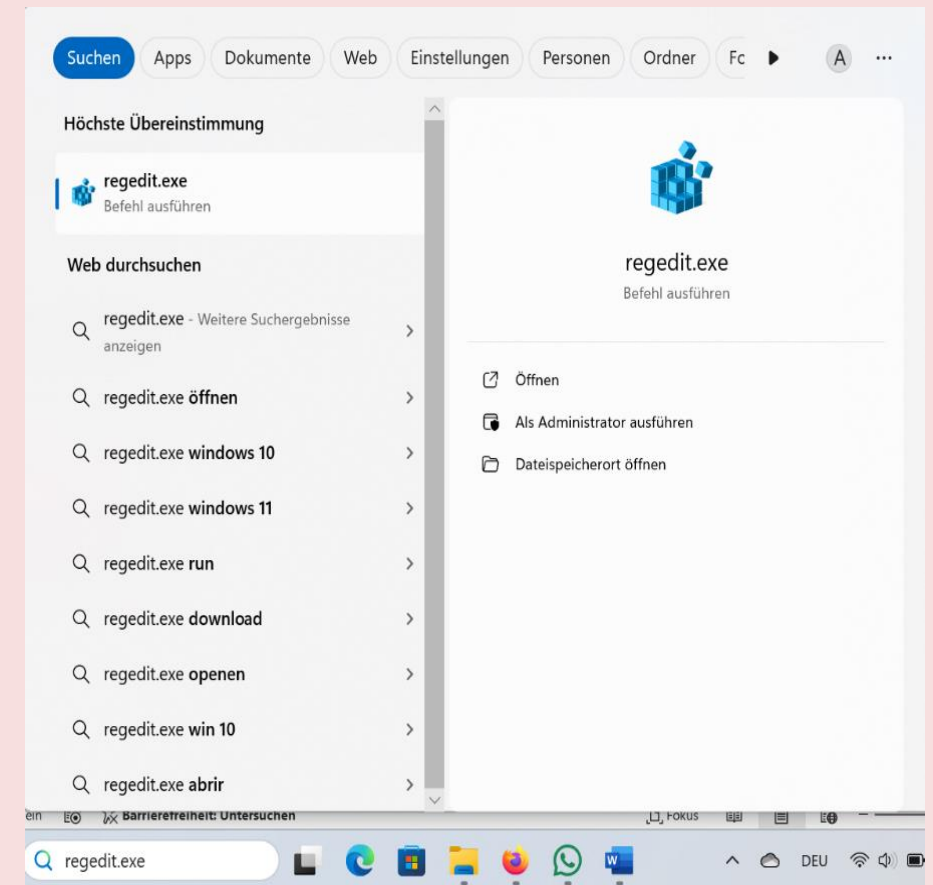 Suchen Apps Dokumente Web Einstellungen Personen Ordner Fc A ...
Höchste Übereinstimmung
regedit.exe
Befehl ausführen
Web durchsuchen
regedit.exe - Weitere Suchergebnisse
anzeigen
regedit.exe öffnen
regedit.exe windows 10
regedit.exe windows 11
regedit.exe run
regedit.exe download
regedit.exe openen
regedit.exe win 10
regedit.exe abrir
regedit.exe
Befehl ausführen
Öffnen
Als Administrator ausführen
Dateispeicherort öffnen
ein Barrierefreiheit: Untersuchen Fokus
regedit.exe W DEU